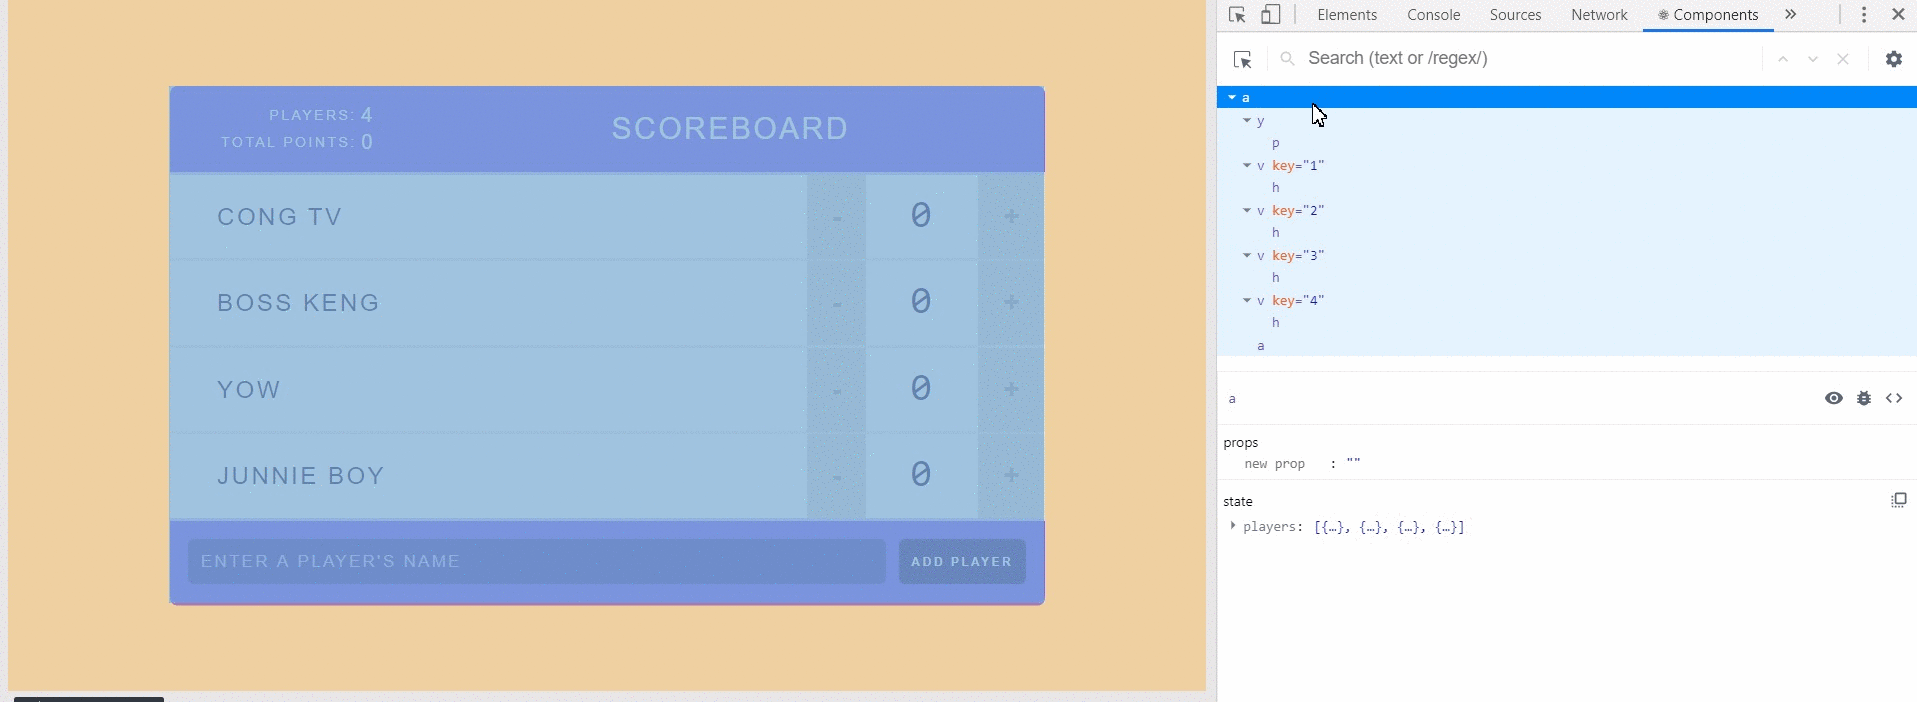 PLAYERS: 4
TOTAL POINTS: 0
SCOREBOARD
CONG TV - 0 +
BOSS KENG - 0 +
YOW - 0 +
JUNNIE BOY - 0 +
ENTER A PLAYER'S NAME
ADD PLAYER
Elements Console Sources Network Components
Search (text or /regex/)
a
y
p
v key="1"
h
v key="2"
h
v key="3"
h
v key="4"
h
a
a
props
new prop : ""
state
players: [{…}, {…}, {…}, {…}]